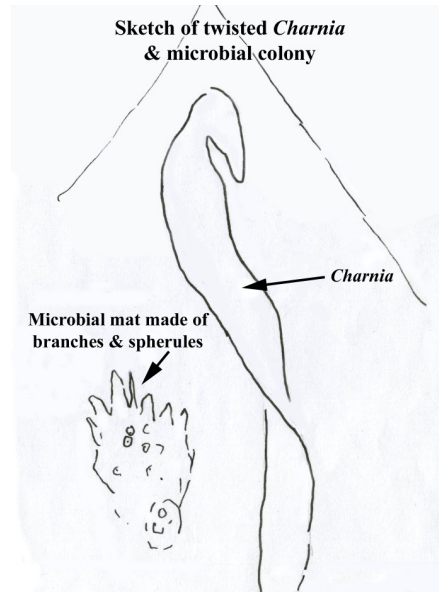 Sketch of twisted Charnia
& microbial colony
Charnia
Microbial mat made of
branches & spherules